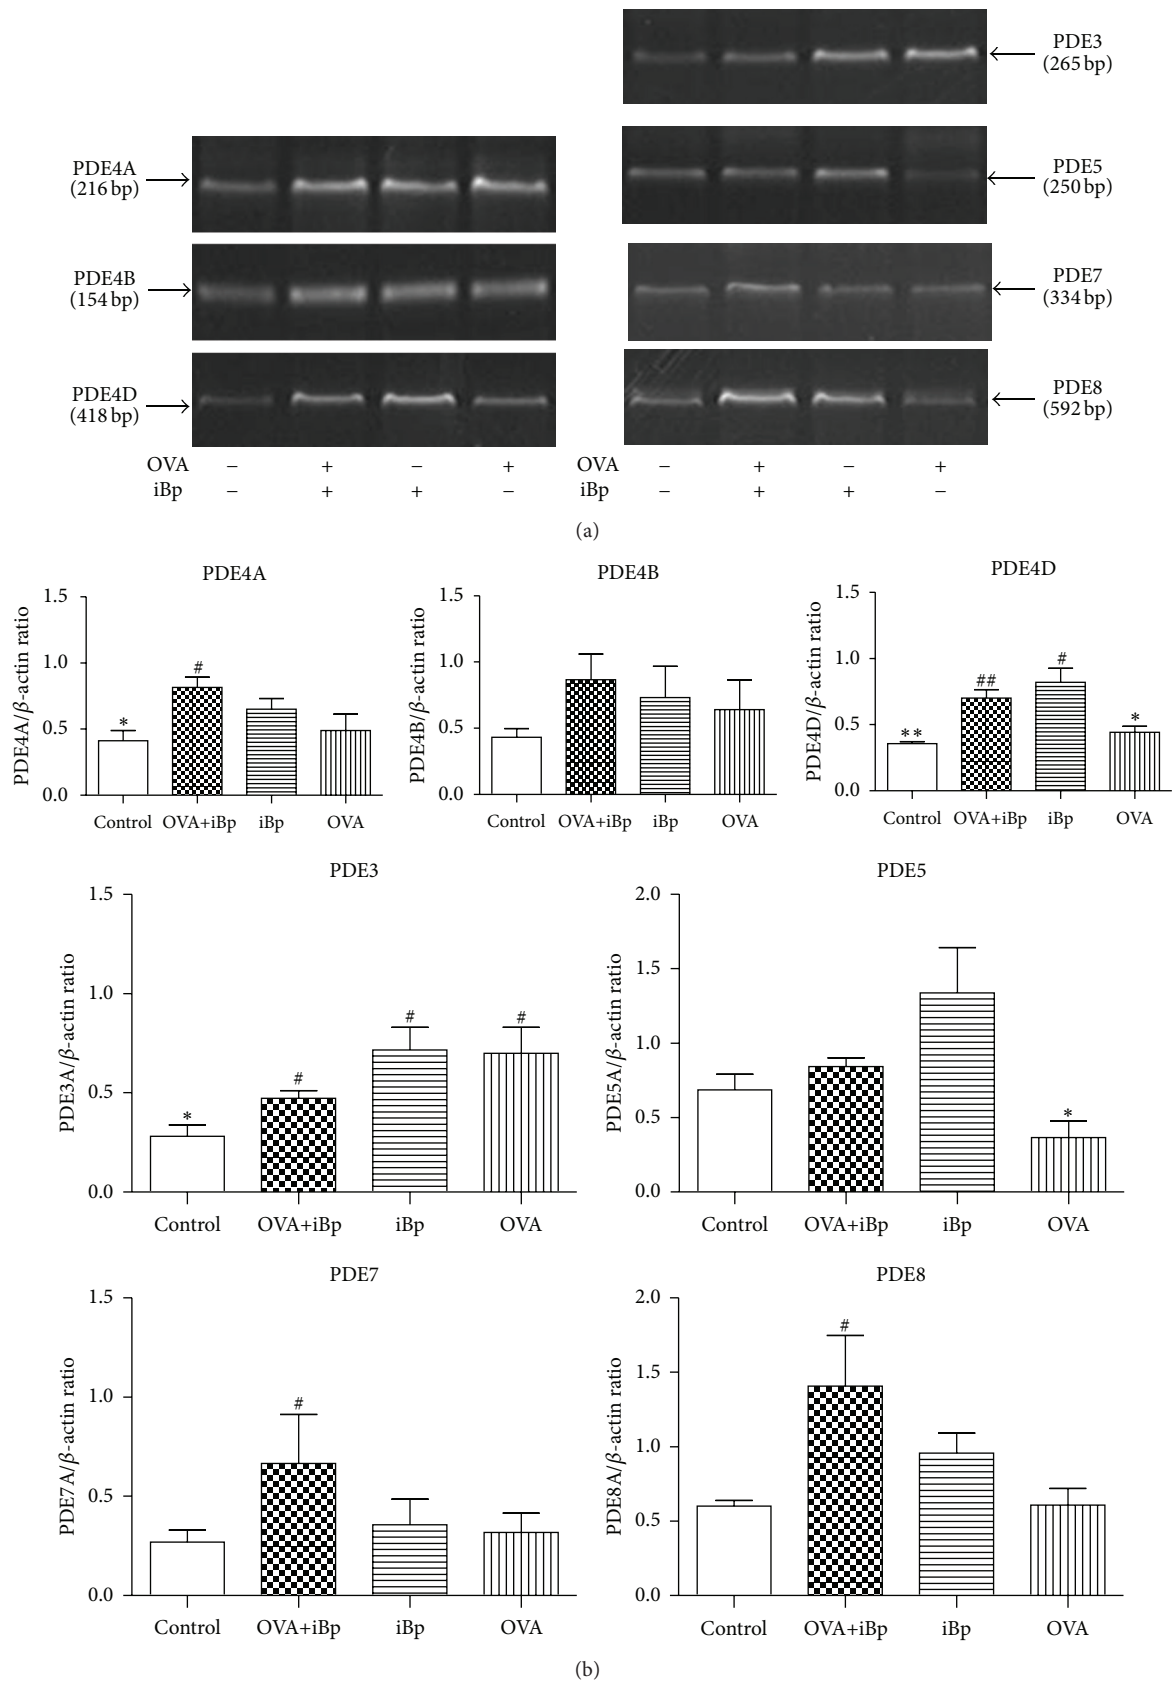 PDE4A
(216 bp)
PDE4B
(154 bp)
PDE4D
(418 bp)
OVA − + − +
iBp − + + −
PDE3
(265 bp)
PDE5
(250 bp)
PDE7
(334 bp)
PDE8
(592 bp)
OVA − + − +
iBp − + + −
(a)
PDE4A
PDE4A/β-actin ratio
1.5
1.0
0.5
0.0
*
#
Control OVA+iBp iBp OVA
PDE4B
PDE4B/β-actin ratio
1.5
1.0
0.5
0.0
Control OVA+iBp iBp OVA
PDE4D
PDE4D/β-actin ratio
1.5
1.0
0.5
0.0
**
##
#
*
Control OVA+iBp iBp OVA
PDE3
PDE3A/β-actin ratio
1.5
1.0
0.5
0.0
*
#
#
#
Control OVA+iBp iBp OVA
PDE5
PDE5A/β-actin ratio
2.0
1.5
1.0
0.5
0.0
*
Control OVA+iBp iBp OVA
PDE7
PDE7A/β-actin ratio
1.5
1.0
0.5
0.0
#
Control OVA+iBp iBp OVA
PDE8
PDE8A/β-actin ratio
2.0
1.5
1.0
0.5
0.0
#
Control OVA+iBp iBp OVA
(b)